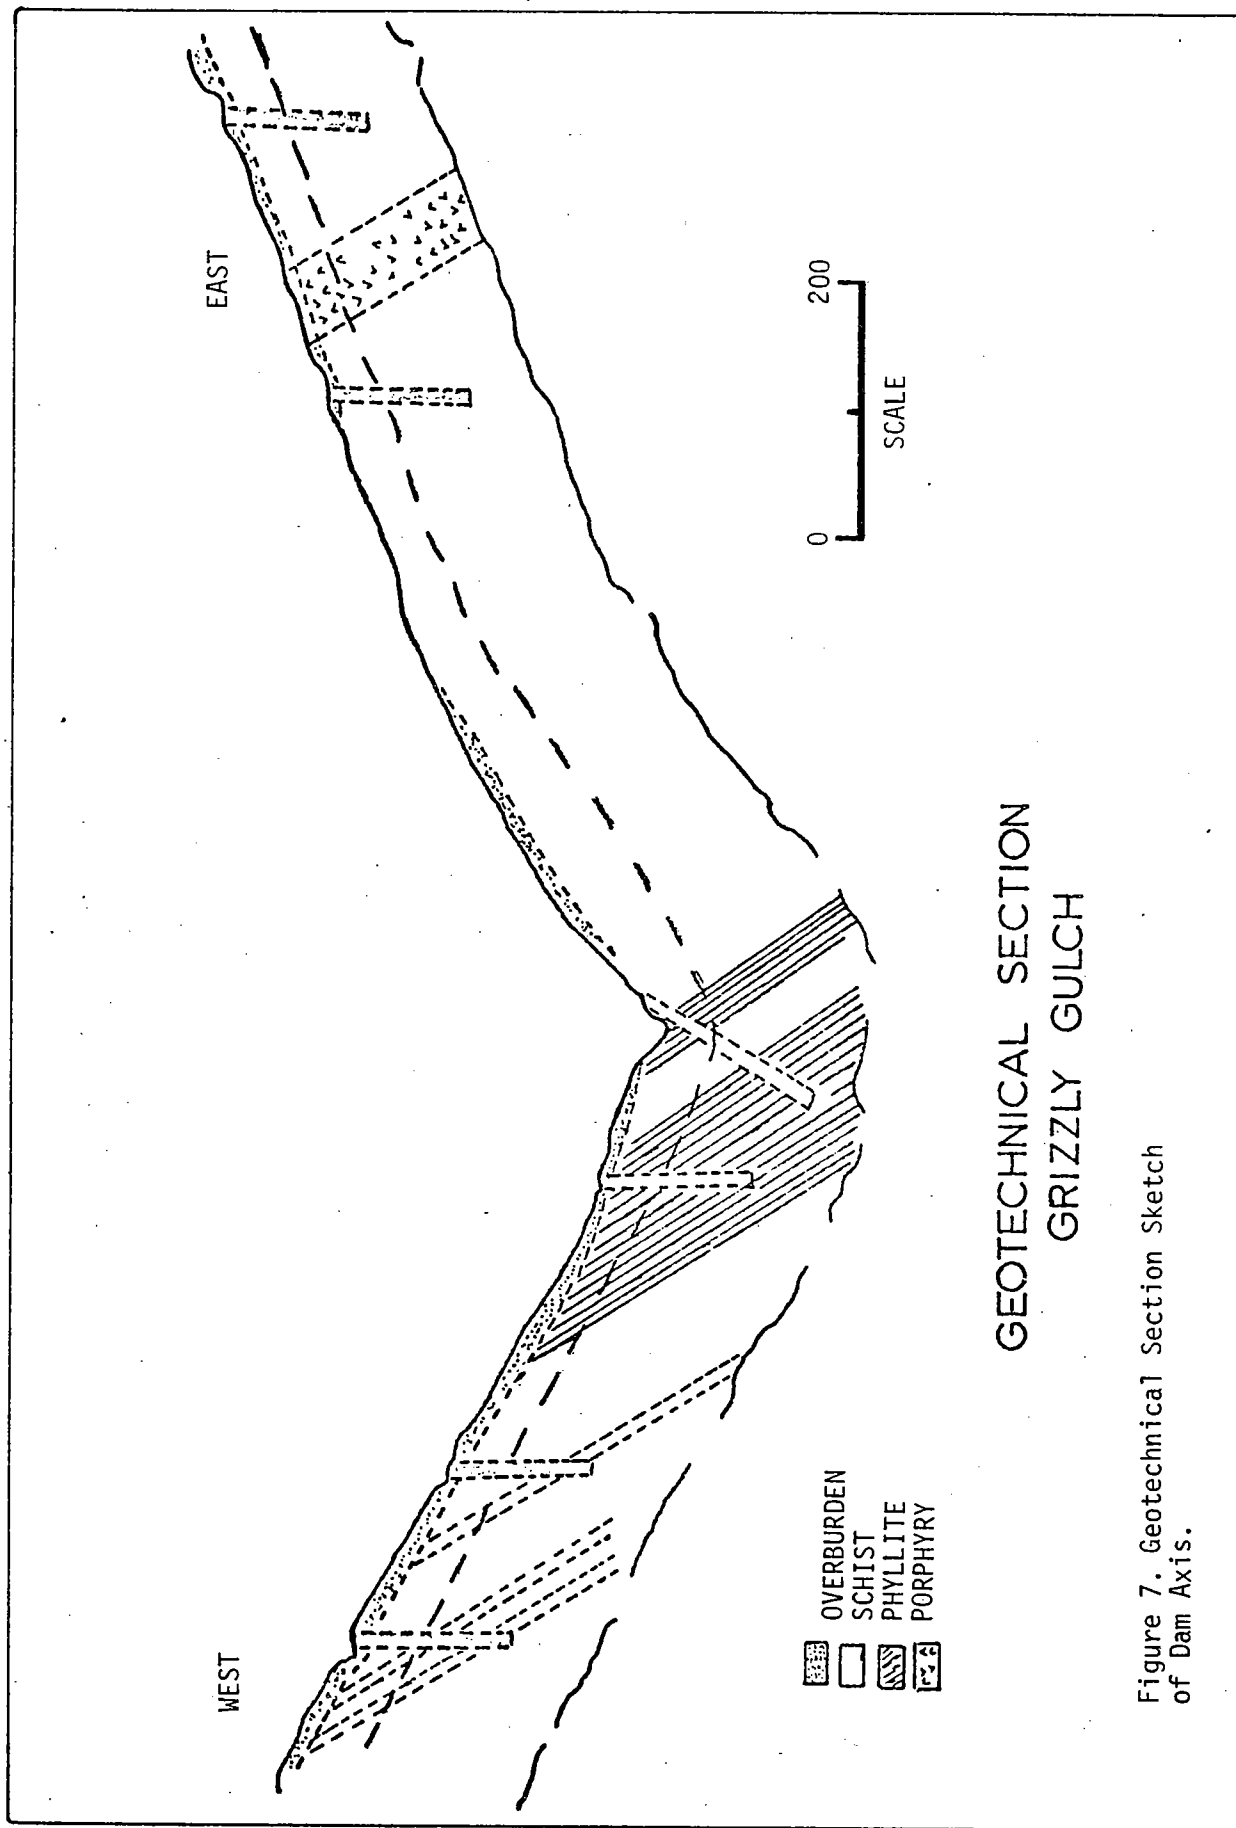 WEST
EAST
OVERBURDEN
SCHIST
PHYLLITE
PORPHYRY
0
200
SCALE
GEOTECHNICAL SECTION
GRIZZLY GULCH
Figure 7. Geotechnical Section Sketch
of Dam Axis.